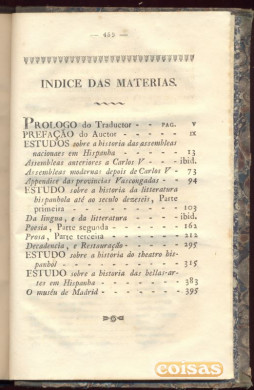 — 455 —
INDICE DAS MATERIAS.
PROLOGO do Traductor - - PAG. V
PREFAÇÃO do Auctor - - - - IX
ESTUDOS sobre a historia das assembleas
nacionaes em Hispanha - - - - 13
Assembleas anteriores a Carlos V - - ibid.
Assembleas modernas depois de Carlos V - 73
Appendice das provincias Vascongadas - 94
ESTUDO sobre a historia da litteratura
hispanhola até ao seculo dezeseis, Parte
primeira - - - - - - - 103
Da lingua, e da litteratura - - - ibid.
Poesia, Parte segunda - - - - 162
Prosa, Parte terceira - - - - 212
Decadencia, e Restauração - - - 295
ESTUDO sobre a historia do theatro his-
panhol - - - - - - - 315
ESTUDO sobre a historia das bellas-ar-
tes em Hispanha - - - - - 383
O muséu de Madrid - - - - - 395
coisas